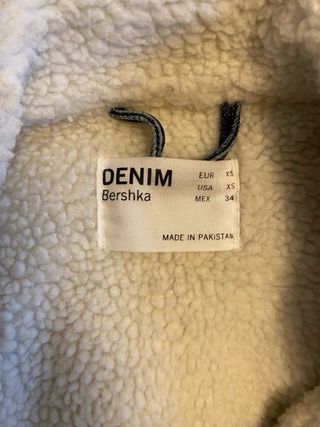 DENIM
Bershka
EUR XS
USA XS
MEX 34
MADE IN PAKISTAN